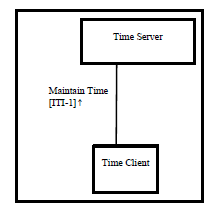 Time Server
Maintain Time
[ITI-1]↑
Time Client